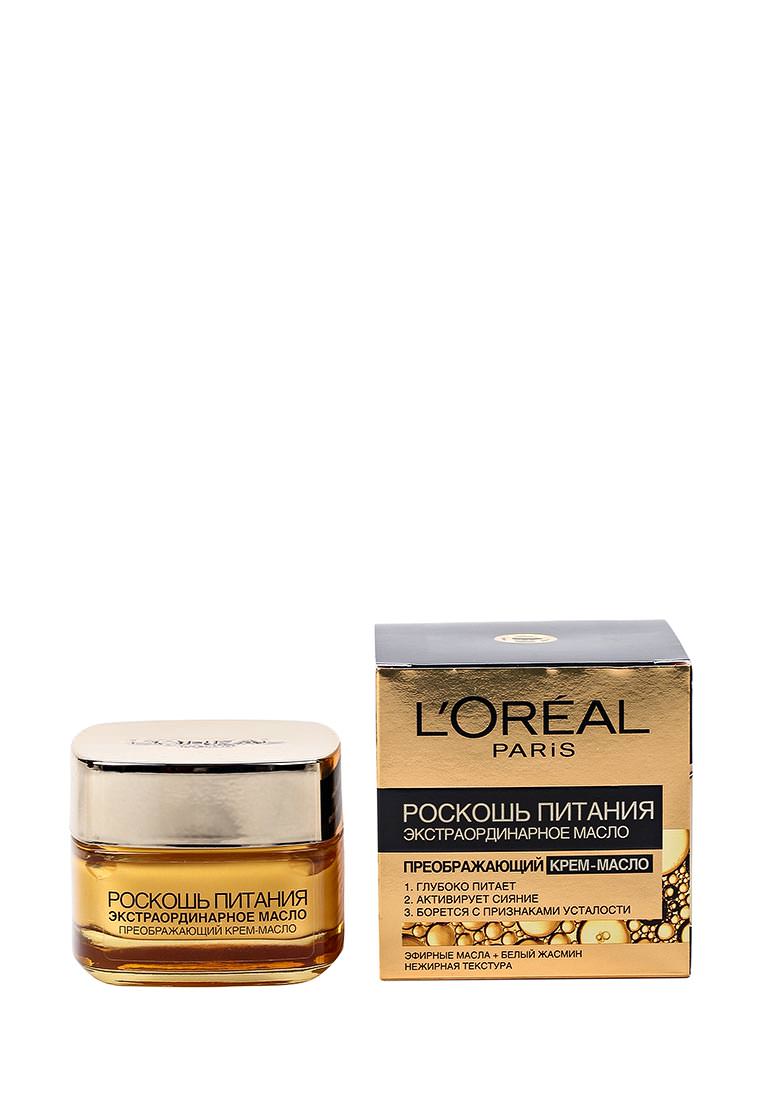 L'ORÉAL
РОСКОШЬ ПИТАНИЯ
ЭКСТРАОРДИНАРНОЕ МАСЛО
ПРЕОБРАЖАЮЩИЙ КРЕМ-МАСЛО
L'ORÉAL
PARIS
РОСКОШЬ ПИТАНИЯ
ЭКСТРАОРДИНАРНОЕ МАСЛО
ПРЕОБРАЖАЮЩИЙ КРЕМ-МАСЛО
1. ГЛУБОКО ПИТАЕТ
2. АКТИВИРУЕТ СИЯНИЕ
3. БОРЕТСЯ С ПРИЗНАКАМИ УСТАЛОСТИ
ЭФИРНЫЕ МАСЛА + БЕЛЫЙ ЖАСМИН
НЕЖИРНАЯ ТЕКСТУРА